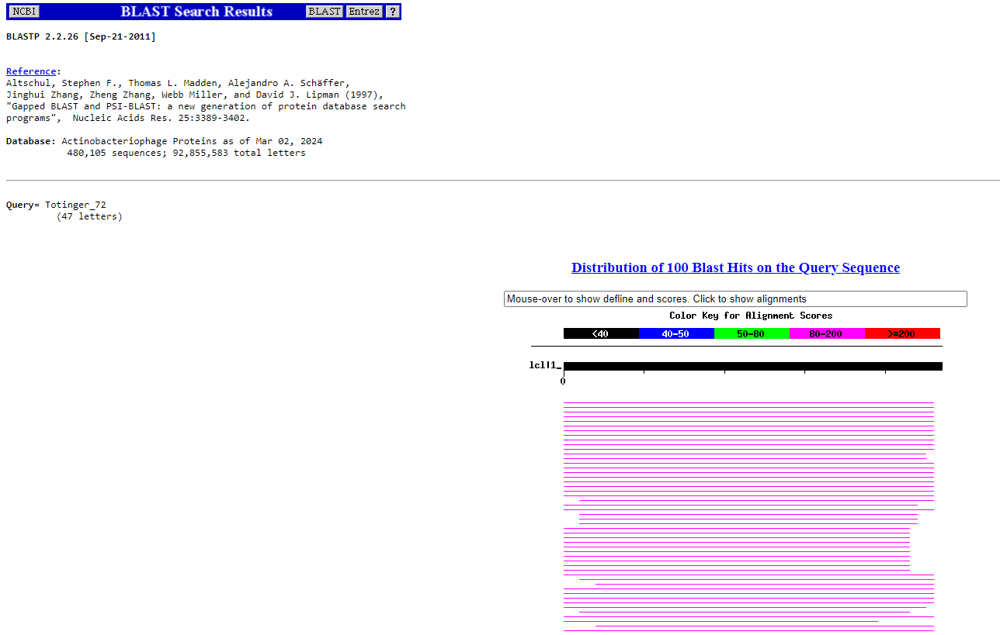 NCBI BLAST Search Results BLAST Entrez ?
BLASTP 2.2.26 [Sep-21-2011]
Reference:
Altschul, Stephen F., Thomas L. Madden, Alejandro A. Schäffer,
Jinghui Zhang, Zheng Zhang, Webb Miller, and David J. Lipman (1997),
"Gapped BLAST and PSI-BLAST: a new generation of protein database search
programs",  Nucleic Acids Res. 25:3389-3402.
Database: Actinobacteriophage Proteins as of Mar 02, 2024
480,105 sequences; 92,855,583 total letters
Query= Totinger_72
(47 letters)
Distribution of 100 Blast Hits on the Query Sequence
Mouse-over to show defline and scores. Click to show alignments
Color Key for Alignment Scores
<40 40-50 50-80 80-200 >=200
lcl|1_
0